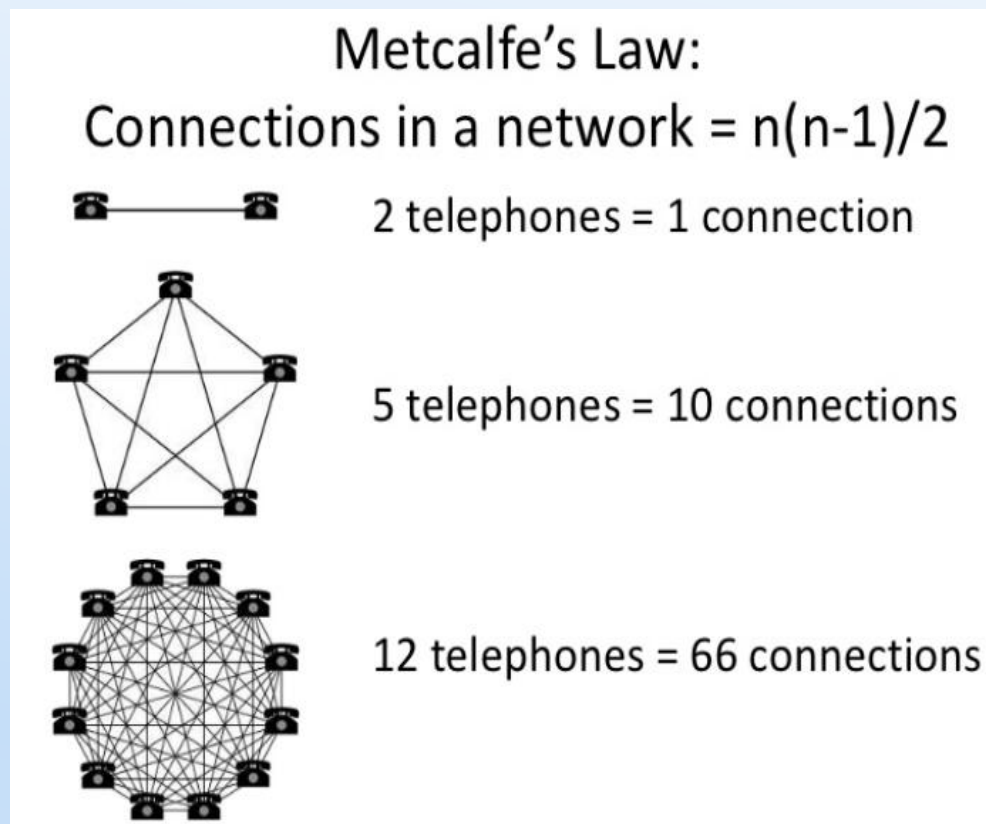 Metcalfe’s Law:
Connections in a network = n(n-1)/2
2 telephones = 1 connection
5 telephones = 10 connections
12 telephones = 66 connections